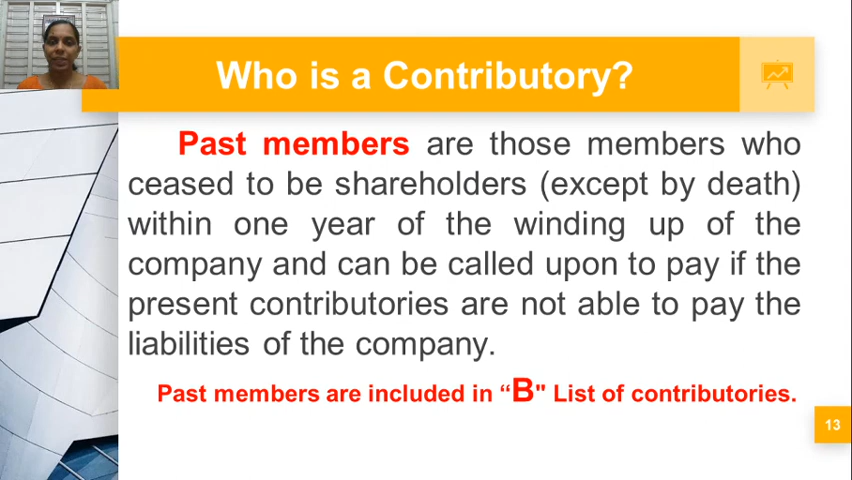 Who is a Contributory?
Past members are those members who
ceased to be shareholders (except by death)
within one year of the winding up of the
company and can be called upon to pay if the
present contributories are not able to pay the
liabilities of the company.
Past members are included in “B" List of contributories.
13